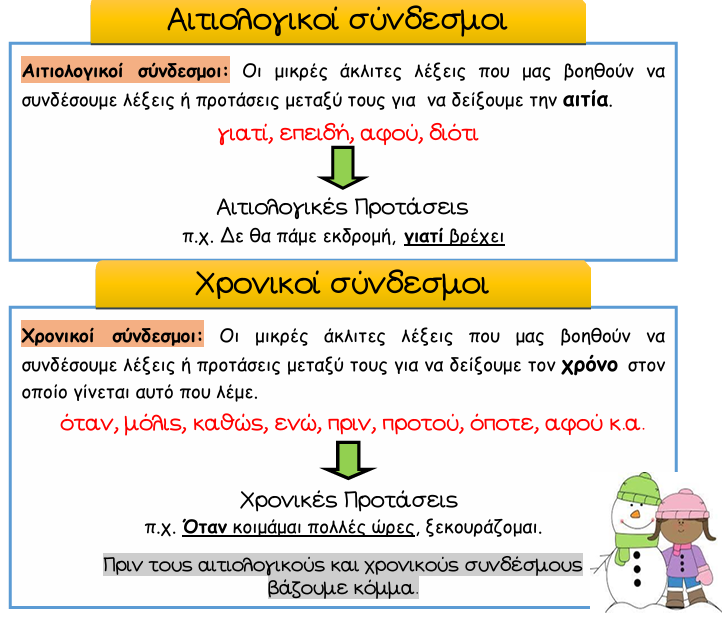 Αιτιολογικοί σύνδεσμοι
Αιτιολογικοί σύνδεσμοι: Οι μικρές άκλιτες λέξεις που μας βοηθούν να
συνδέσουμε λέξεις ή προτάσεις μεταξύ τους για να δείξουμε την αιτία.
γιατί, επειδή, αφού, διότι
Αιτιολογικές Προτάσεις
π.χ. Δε θα πάμε εκδρομή, γιατί βρέχει
Χρονικοί σύνδεσμοι
Χρονικοί σύνδεσμοι: Οι μικρές άκλιτες λέξεις που μας βοηθούν να
συνδέσουμε λέξεις ή προτάσεις μεταξύ τους για να δείξουμε τον χρόνο στον
οποίο γίνεται αυτό που λέμε.
όταν, μόλις, καθώς, ενώ, πριν, προτού, όποτε, αφού κ.α.
Χρονικές Προτάσεις
π.χ. Όταν κοιμάμαι πολλές ώρες, ξεκουράζομαι.
Πριν τους αιτιολογικούς και χρονικούς συνδέσμους
βάζουμε κόμμα.